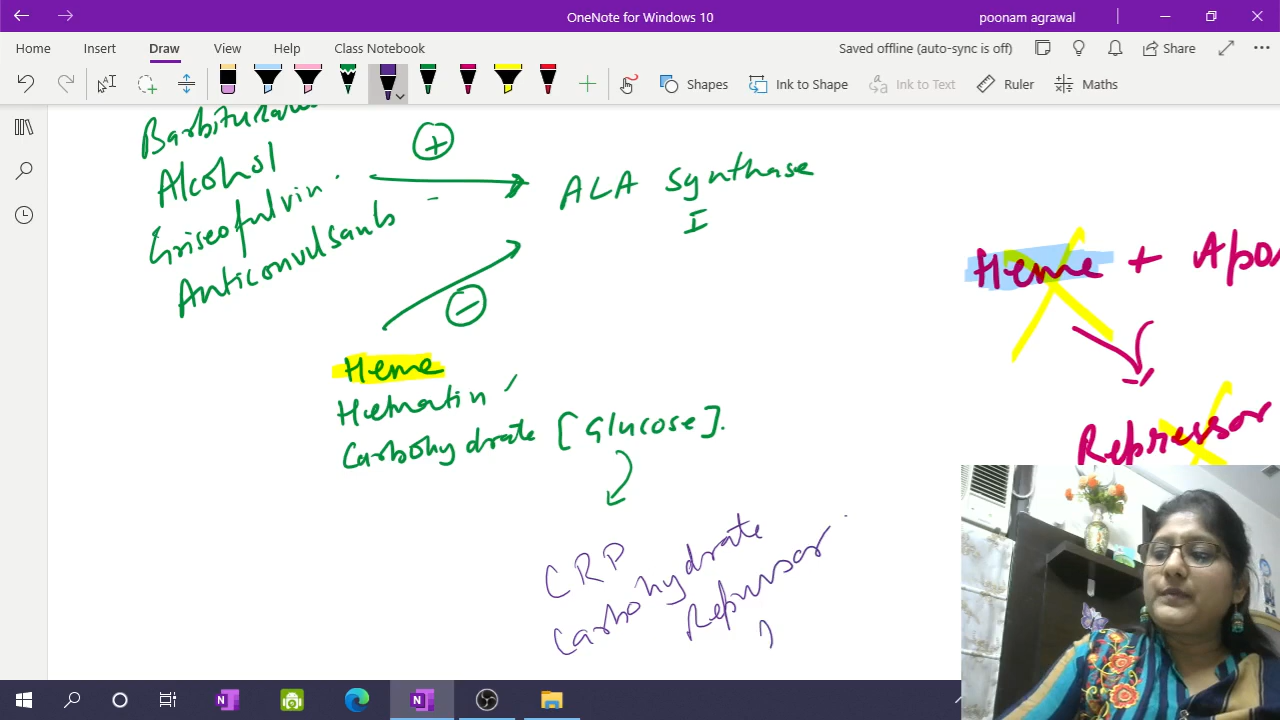 OneNote for Windows 10
poonam agrawal
Home Insert Draw View Help Class Notebook
Saved offline (auto-sync is off)
Share
Shapes
Ink to Shape
Ink to Text
Ruler
Maths
Alcohol
Griseofulvin
Anticonvulsants
+
ALA Synthase
I
−
Heme
Hematin
Carbohydrate [Glucose].
CRP
Carbohydrate
Repressor
Heme +
Repressor